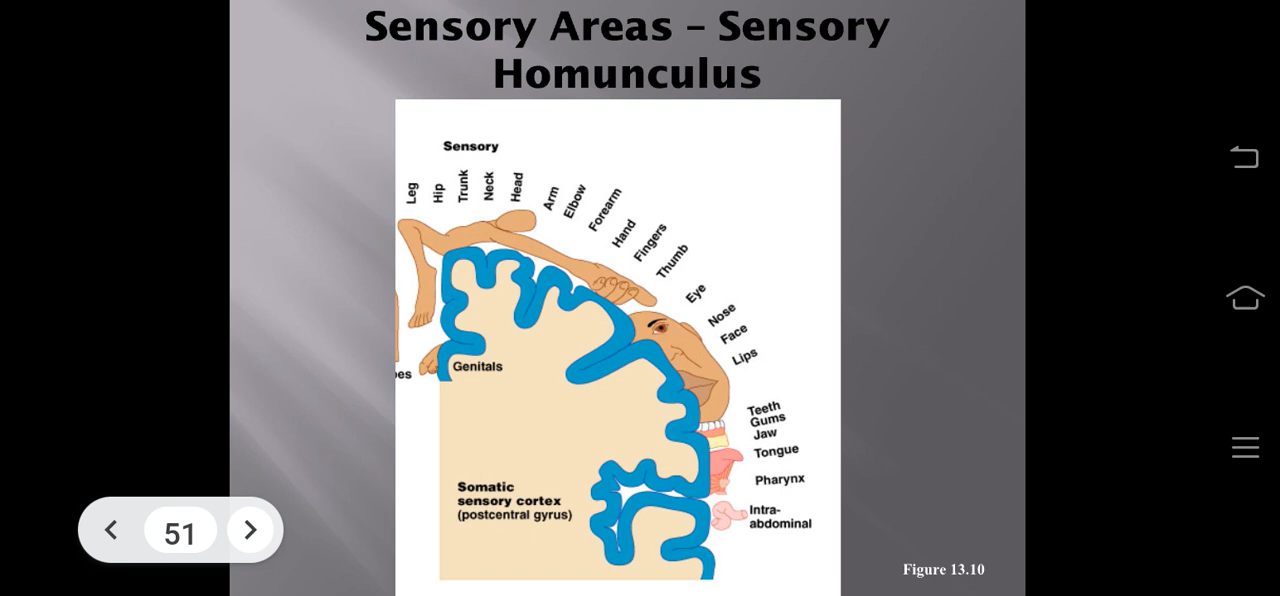 Sensory Areas – Sensory
Homunculus
Sensory
Leg
Hip
Trunk
Neck
Head
Arm
Elbow
Forearm
Hand
Fingers
Thumb
Eye
Nose
Face
Lips
Genitals
Teeth
Gums
Jaw
Tongue
Pharynx
Intra-
abdominal
Somatic
sensory cortex
(postcentral gyrus)
51
Figure 13.10